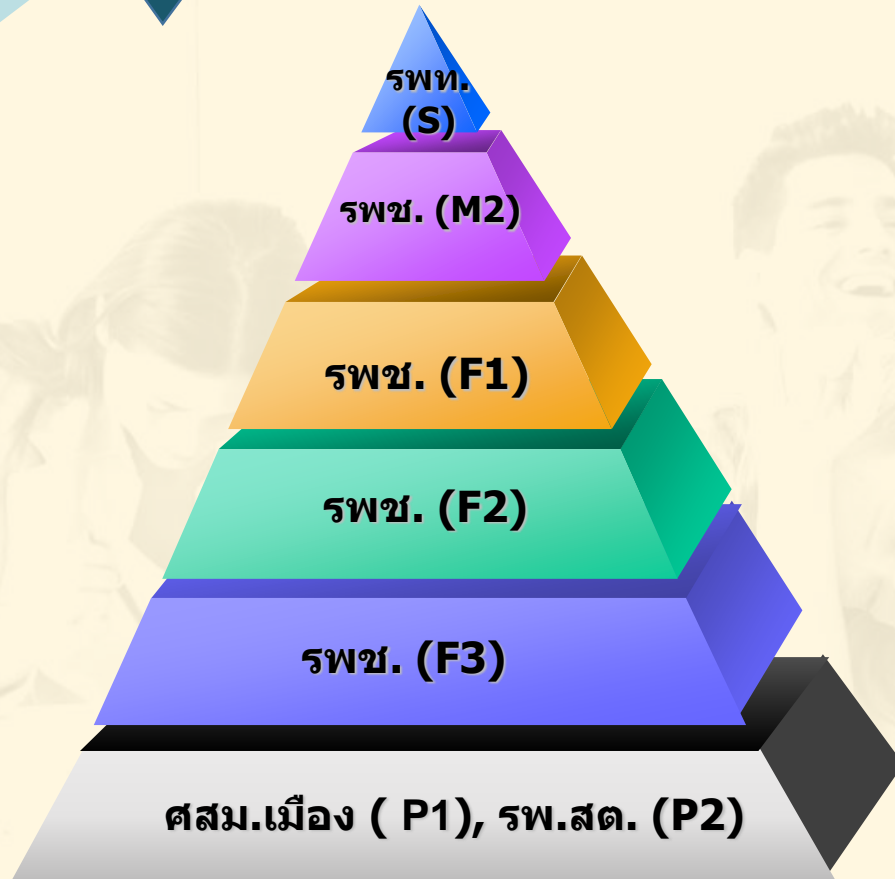 รพท.
(S)
รพช. (M2)
รพช. (F1)
รพช. (F2)
รพช. (F3)
ศสม.เมือง ( P1), รพ.สต. (P2)